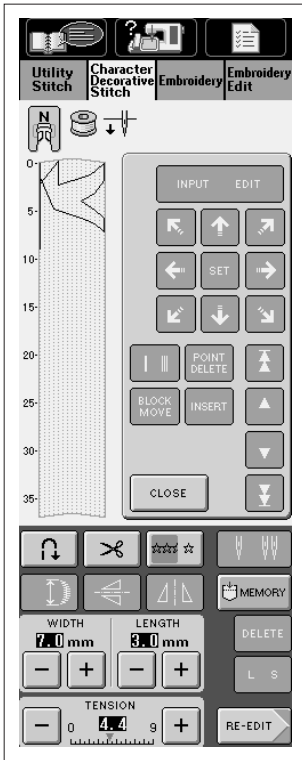 Utility
Stitch
Character
Decorative
Stitch
Embroidery
Embroidery
Edit
N
0-
5-
10-
15-
20-
25-
30-
35-
INPUT EDIT
SET
POINT
DELETE
BLOCK
MOVE
INSERT
CLOSE
MEMORY
WIDTH
7.0 mm
LENGTH
3.0 mm
DELETE
L S
TENSION
0 4.4 9
RE-EDIT